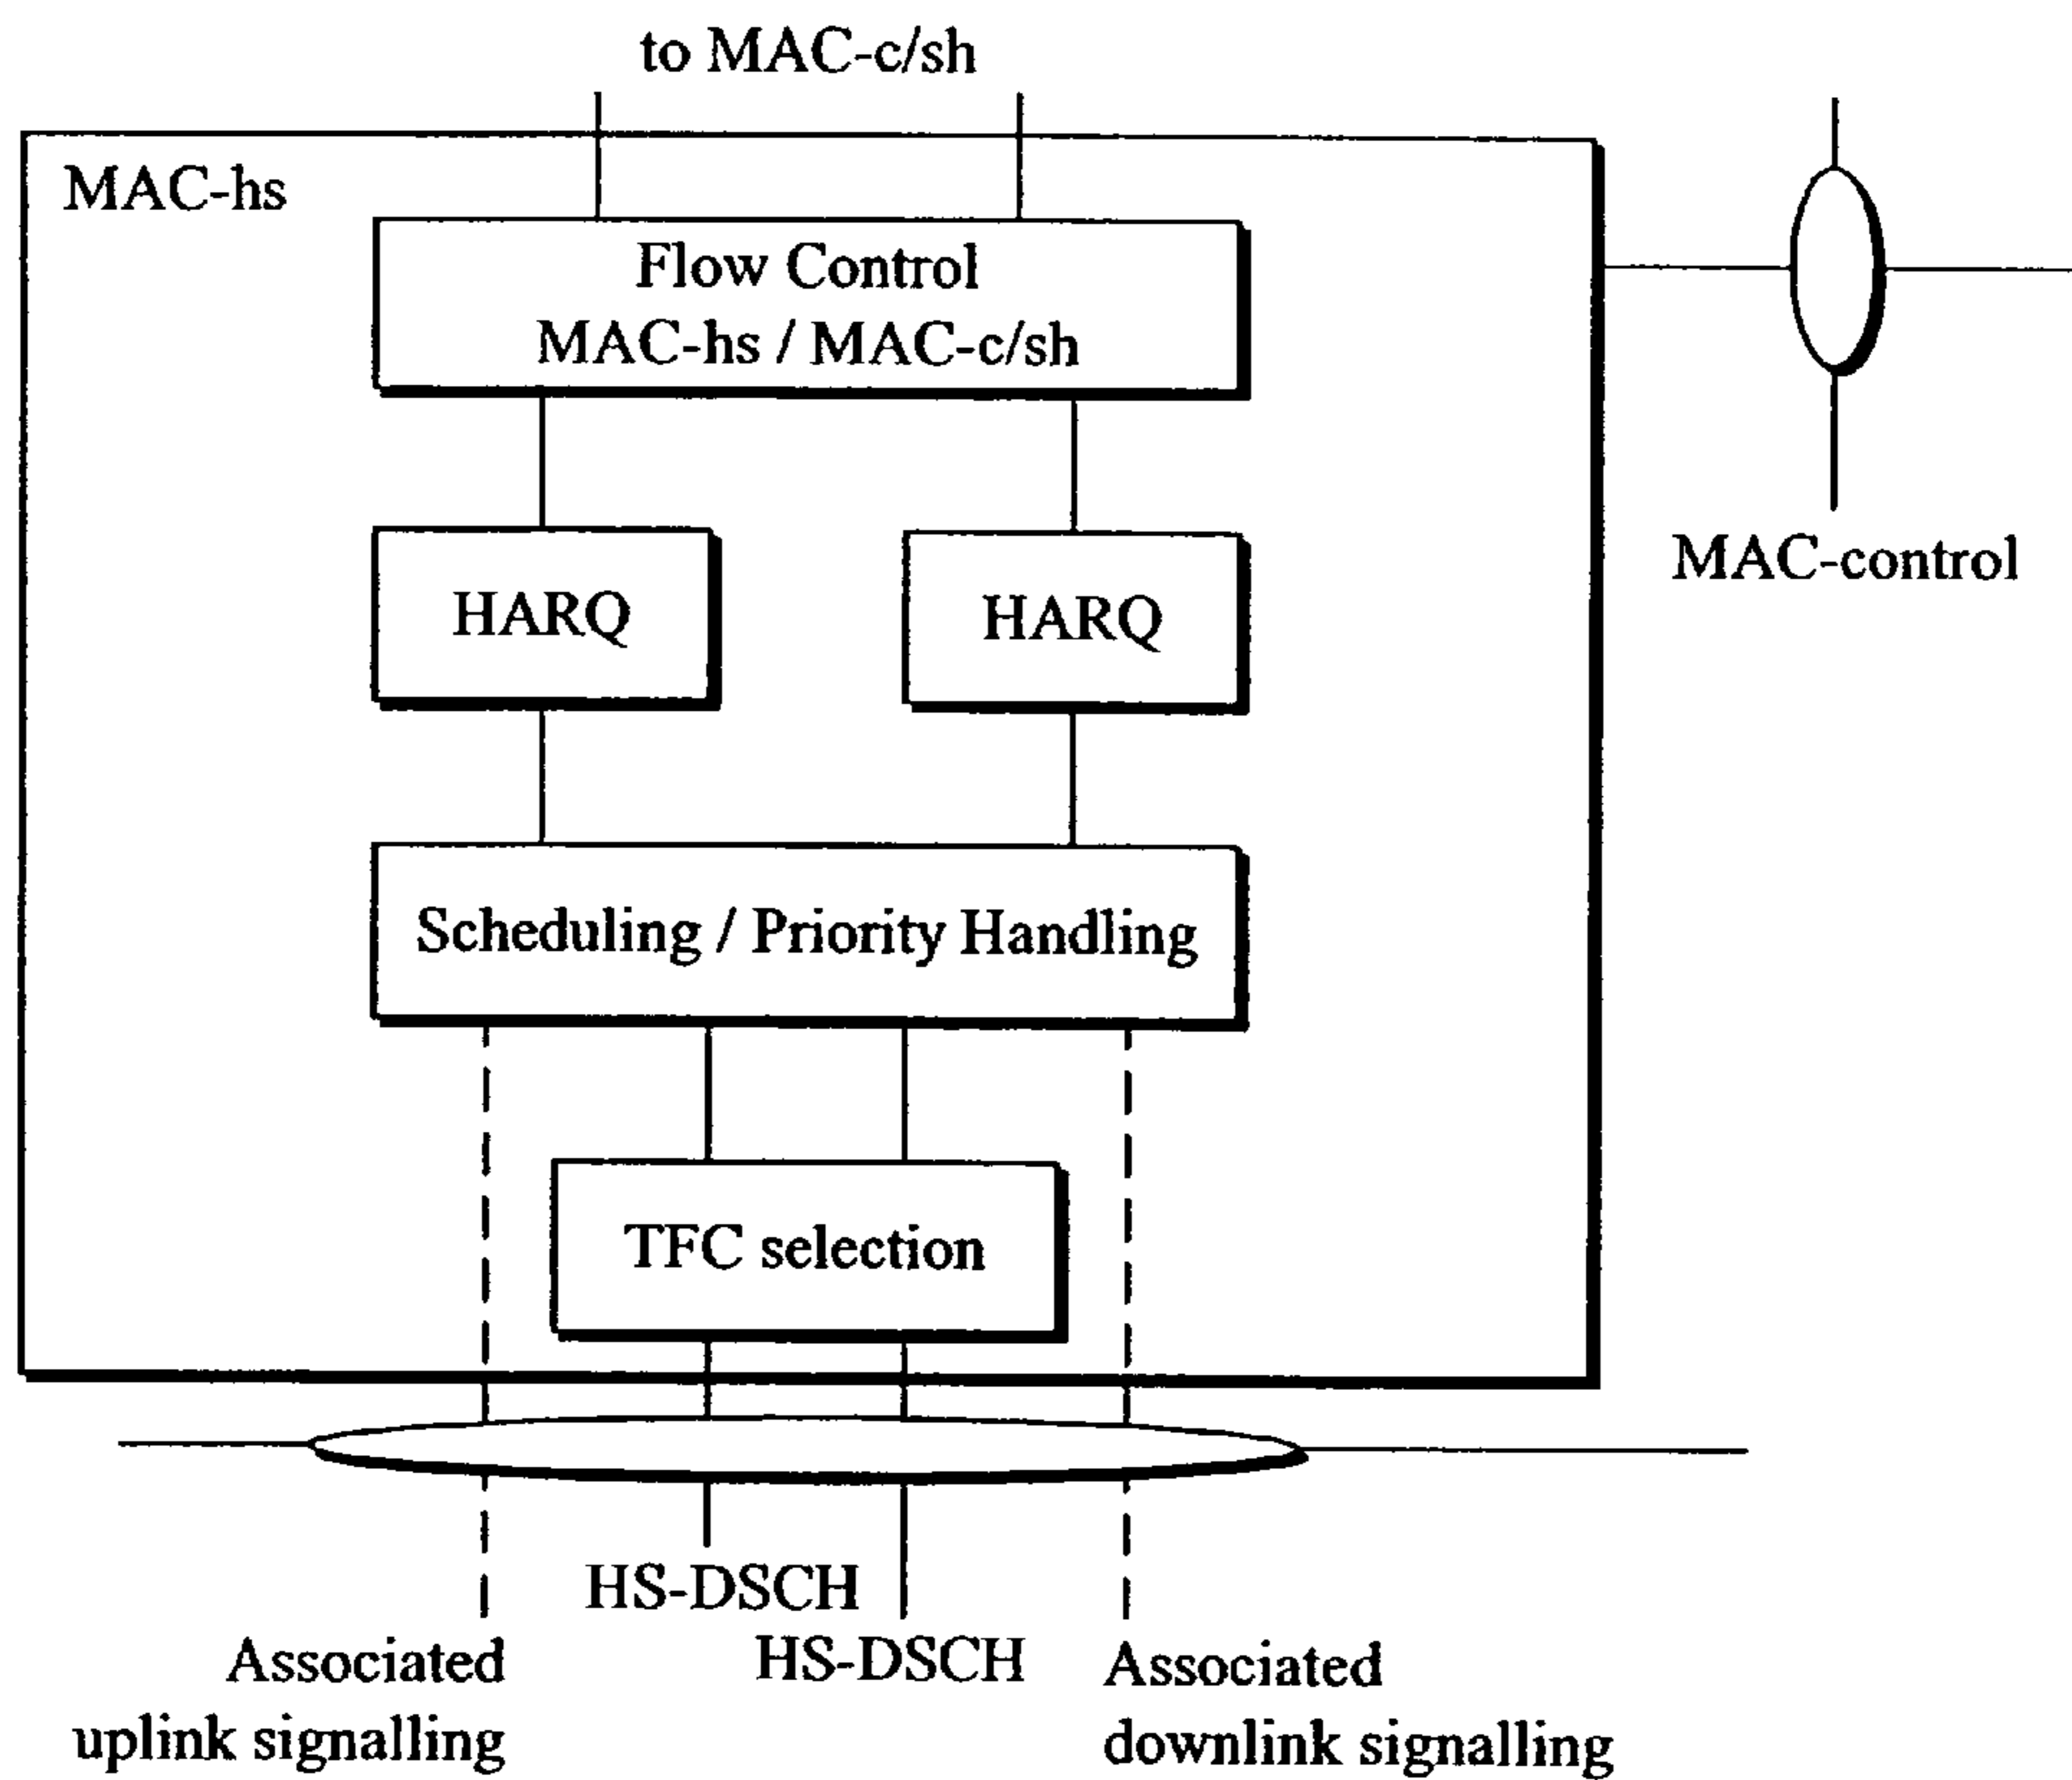 to MAC-c/sh
MAC-hs
Flow Control
MAC-hs / MAC-c/sh
MAC-control
HARQ
HARQ
Scheduling / Priority Handling
TFC selection
HS-DSCH
HS-DSCH
Associated
uplink signalling
Associated
downlink signalling